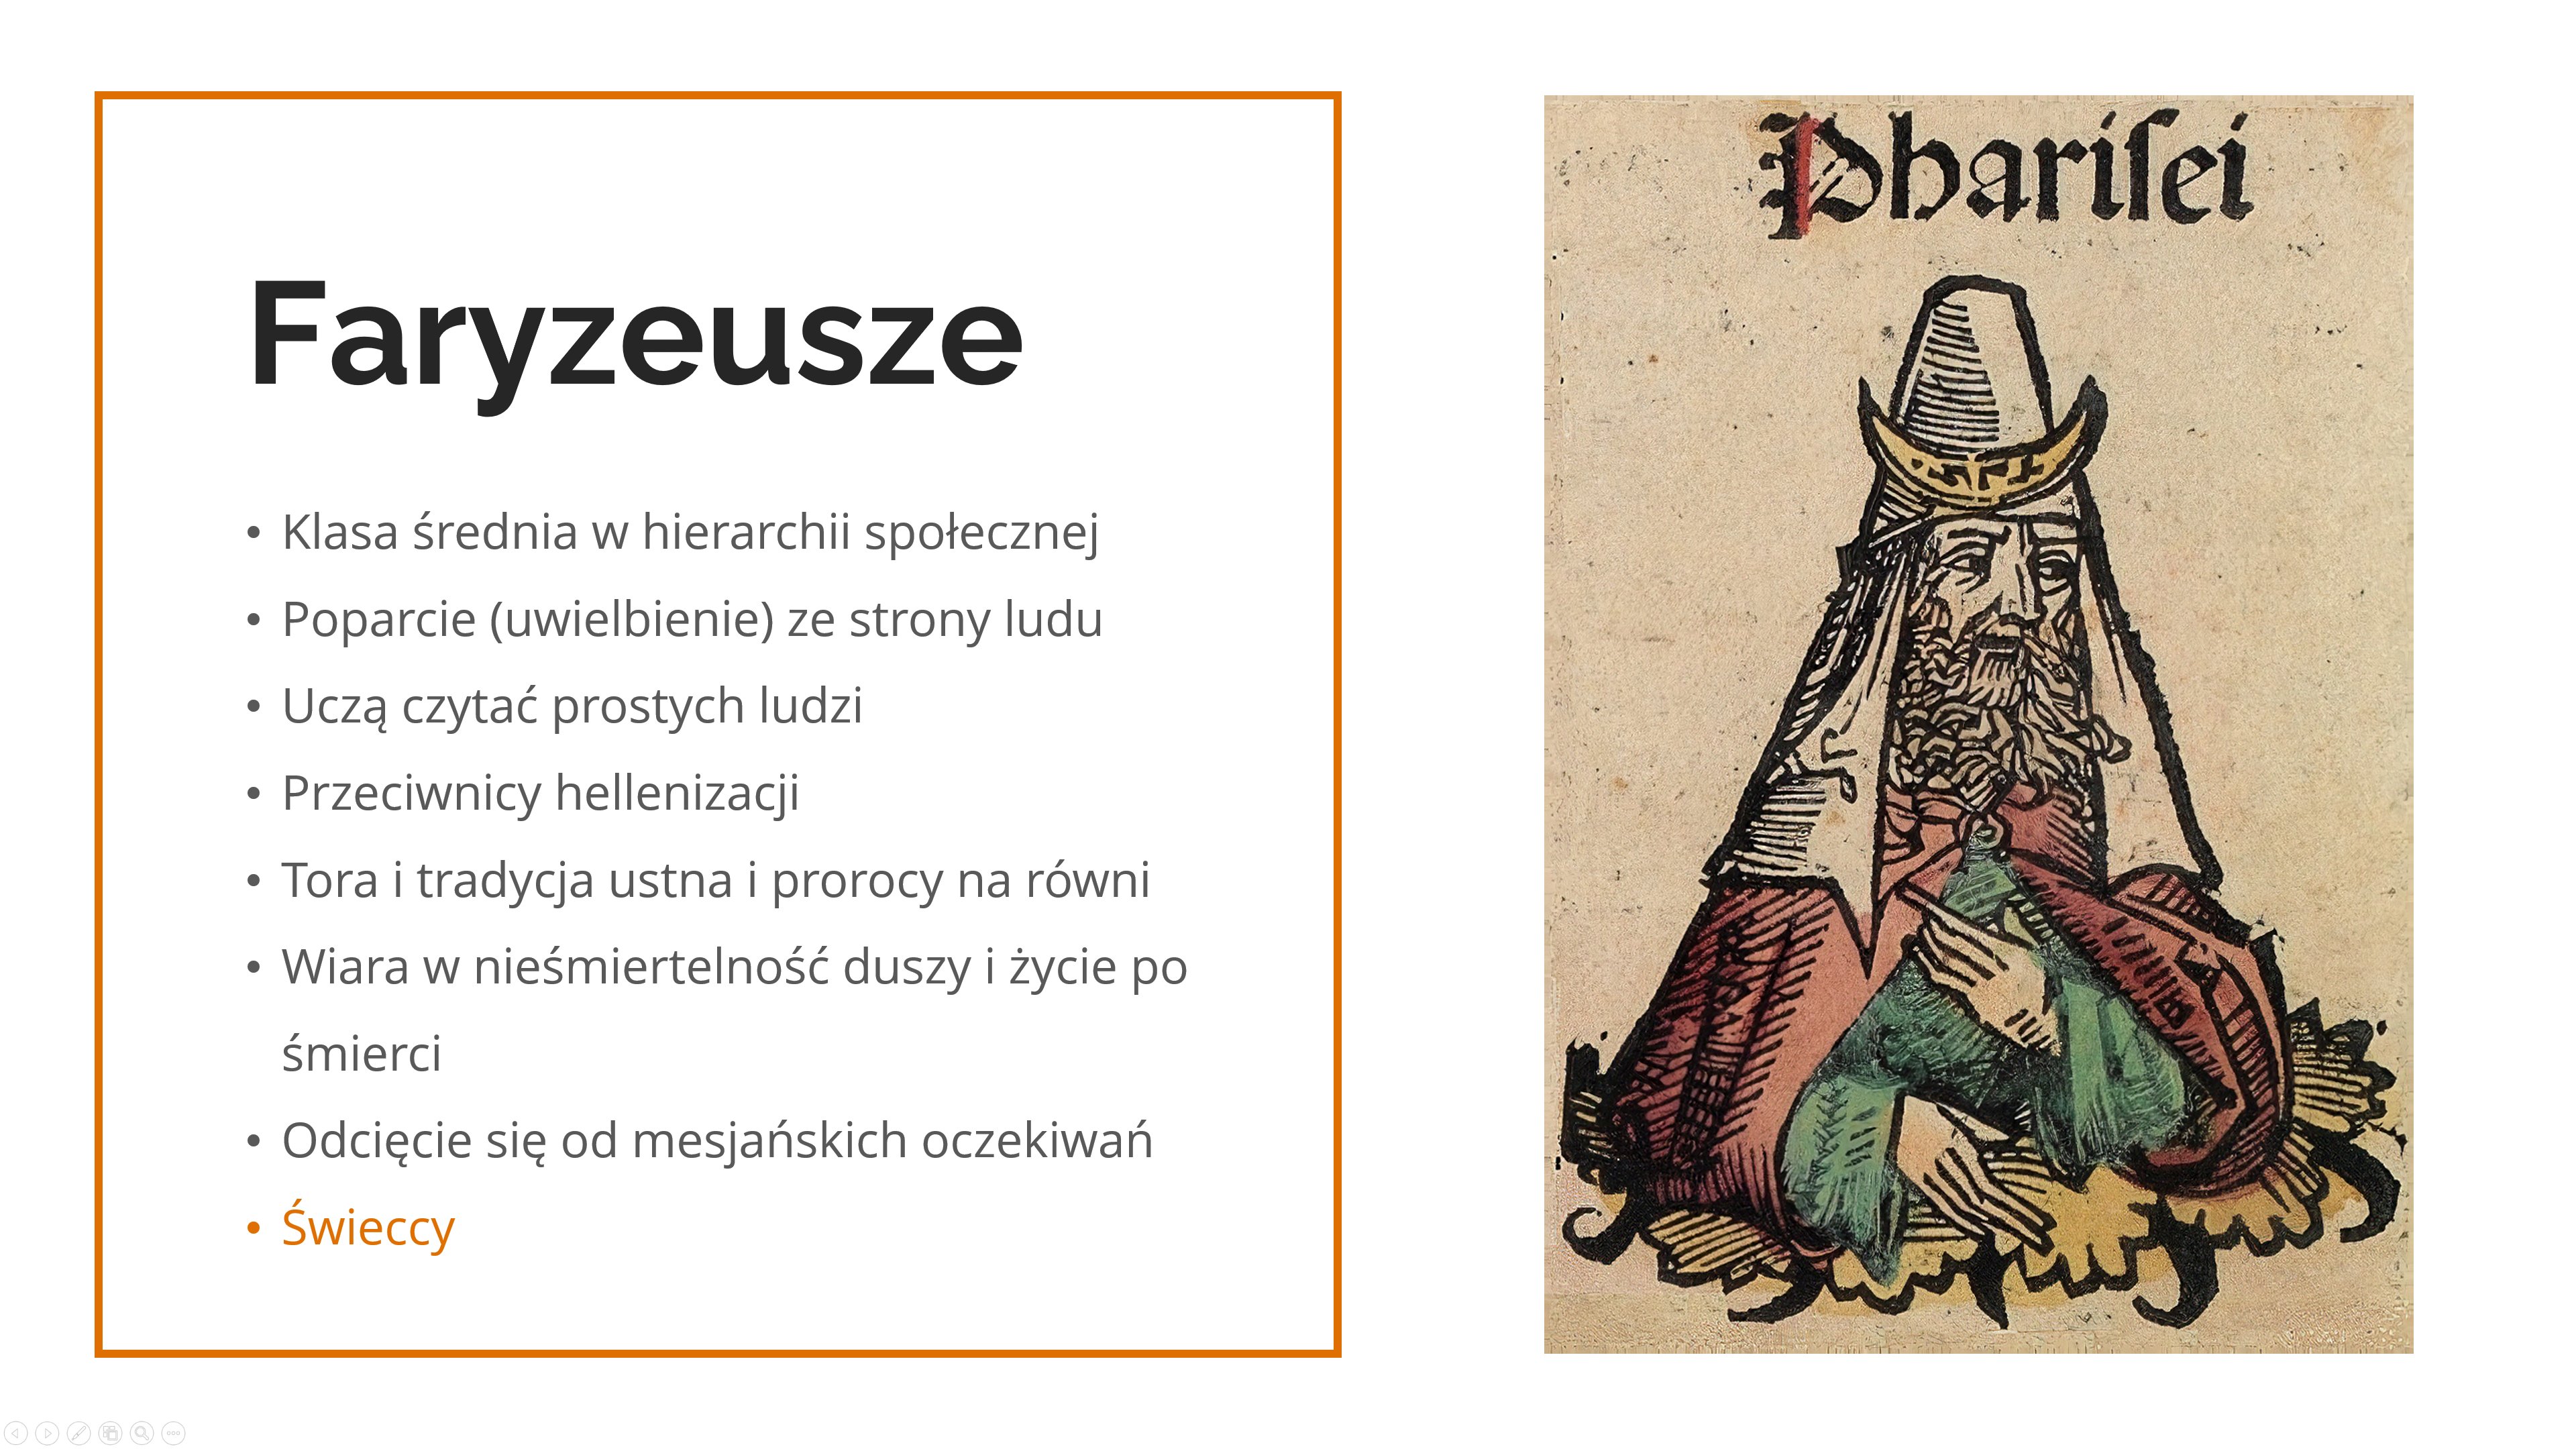 Faryzeusze
• Klasa średnia w hierarchii społecznej
• Poparcie (uwielbienie) ze strony ludu
• Uczą czytać prostych ludzi
• Przeciwnicy hellenizacji
• Tora i tradycja ustna i prorocy na równi
• Wiara w nieśmiertelność duszy i życie po
śmierci
• Odcięcie się od mesjańskich oczekiwań
• Świeccy
Phariſei